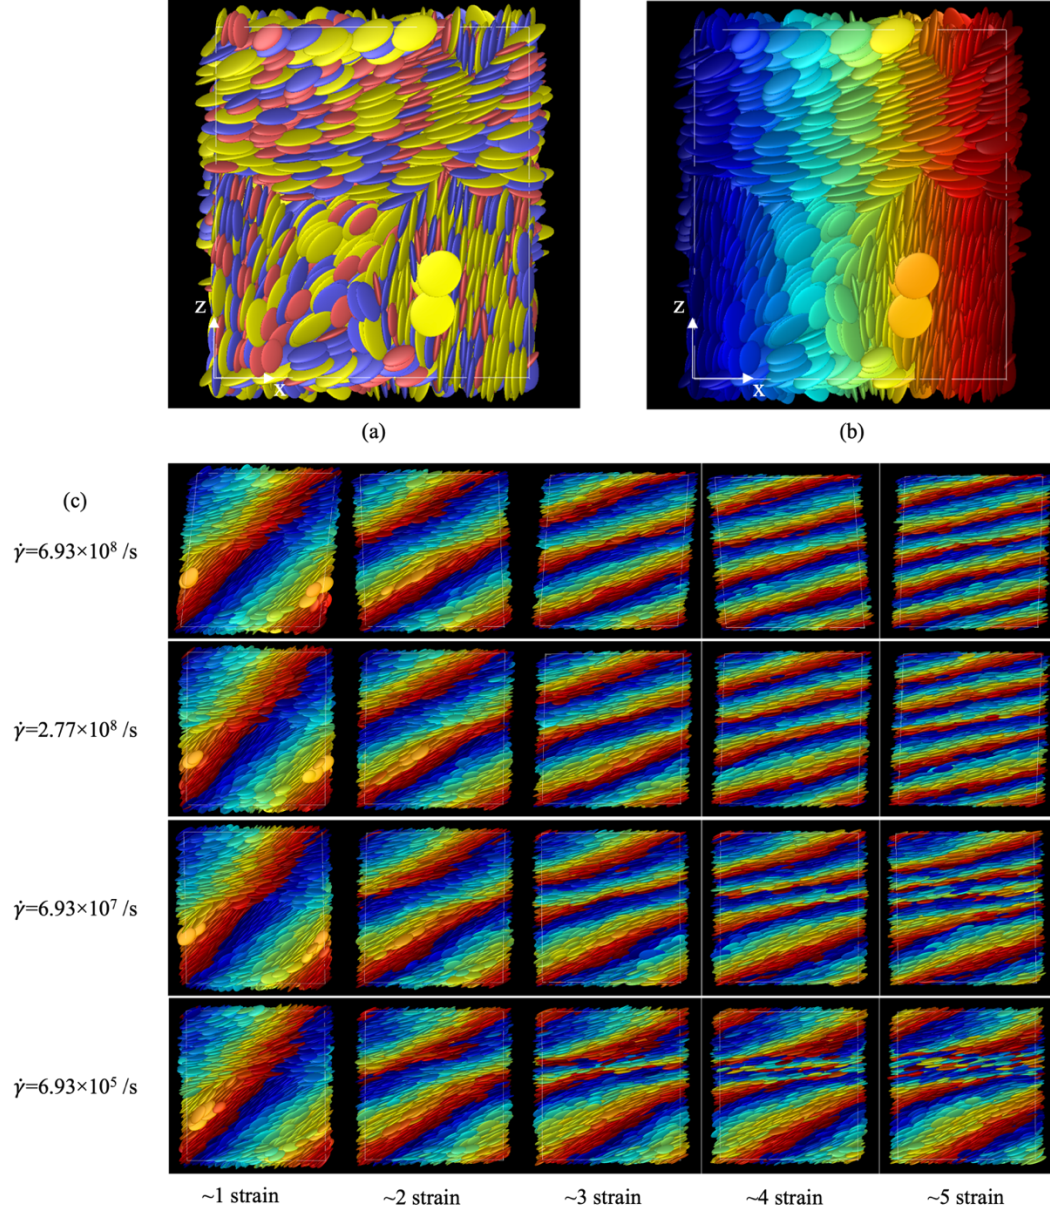 Z
X
Z
X
(a)
(b)
(c)
γ̇=6.93×10⁸ /s
γ̇=2.77×10⁸ /s
γ̇=6.93×10⁷ /s
γ̇=6.93×10⁵ /s
~1 strain
~2 strain
~3 strain
~4 strain
~5 strain